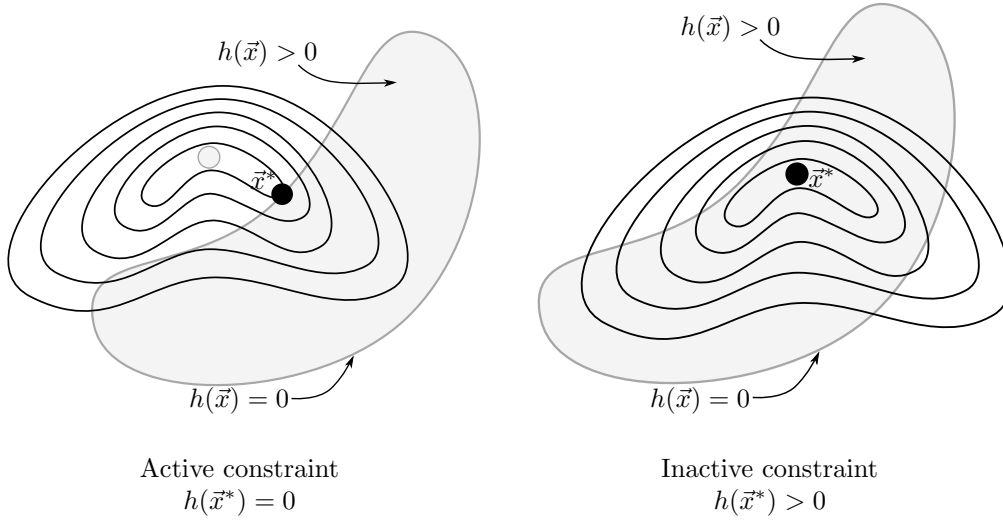 h(x⃗) > 0
x⃗*
h(x⃗) = 0
Active constraint
h(x⃗*) = 0
h(x⃗) > 0
x⃗*
h(x⃗) = 0
Inactive constraint
h(x⃗*) > 0